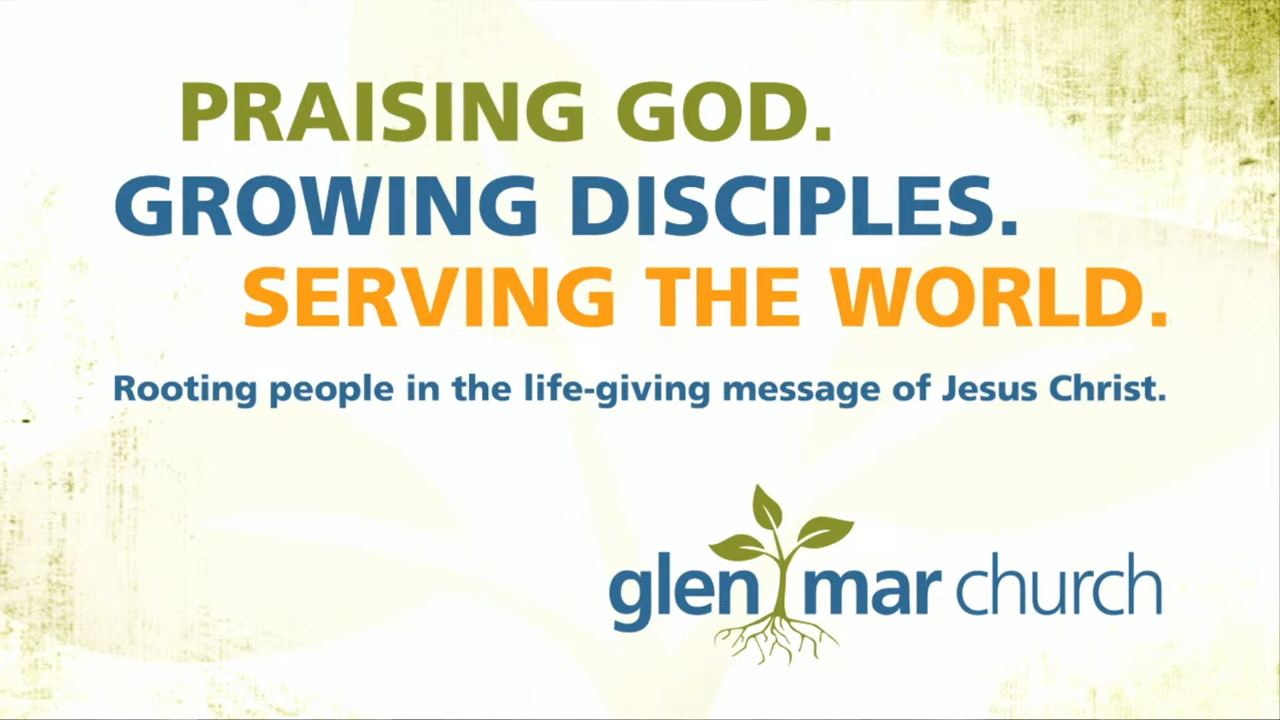 PRAISING GOD.
GROWING DISCIPLES.
SERVING THE WORLD.
Rooting people in the life-giving message of Jesus Christ.
glen mar church